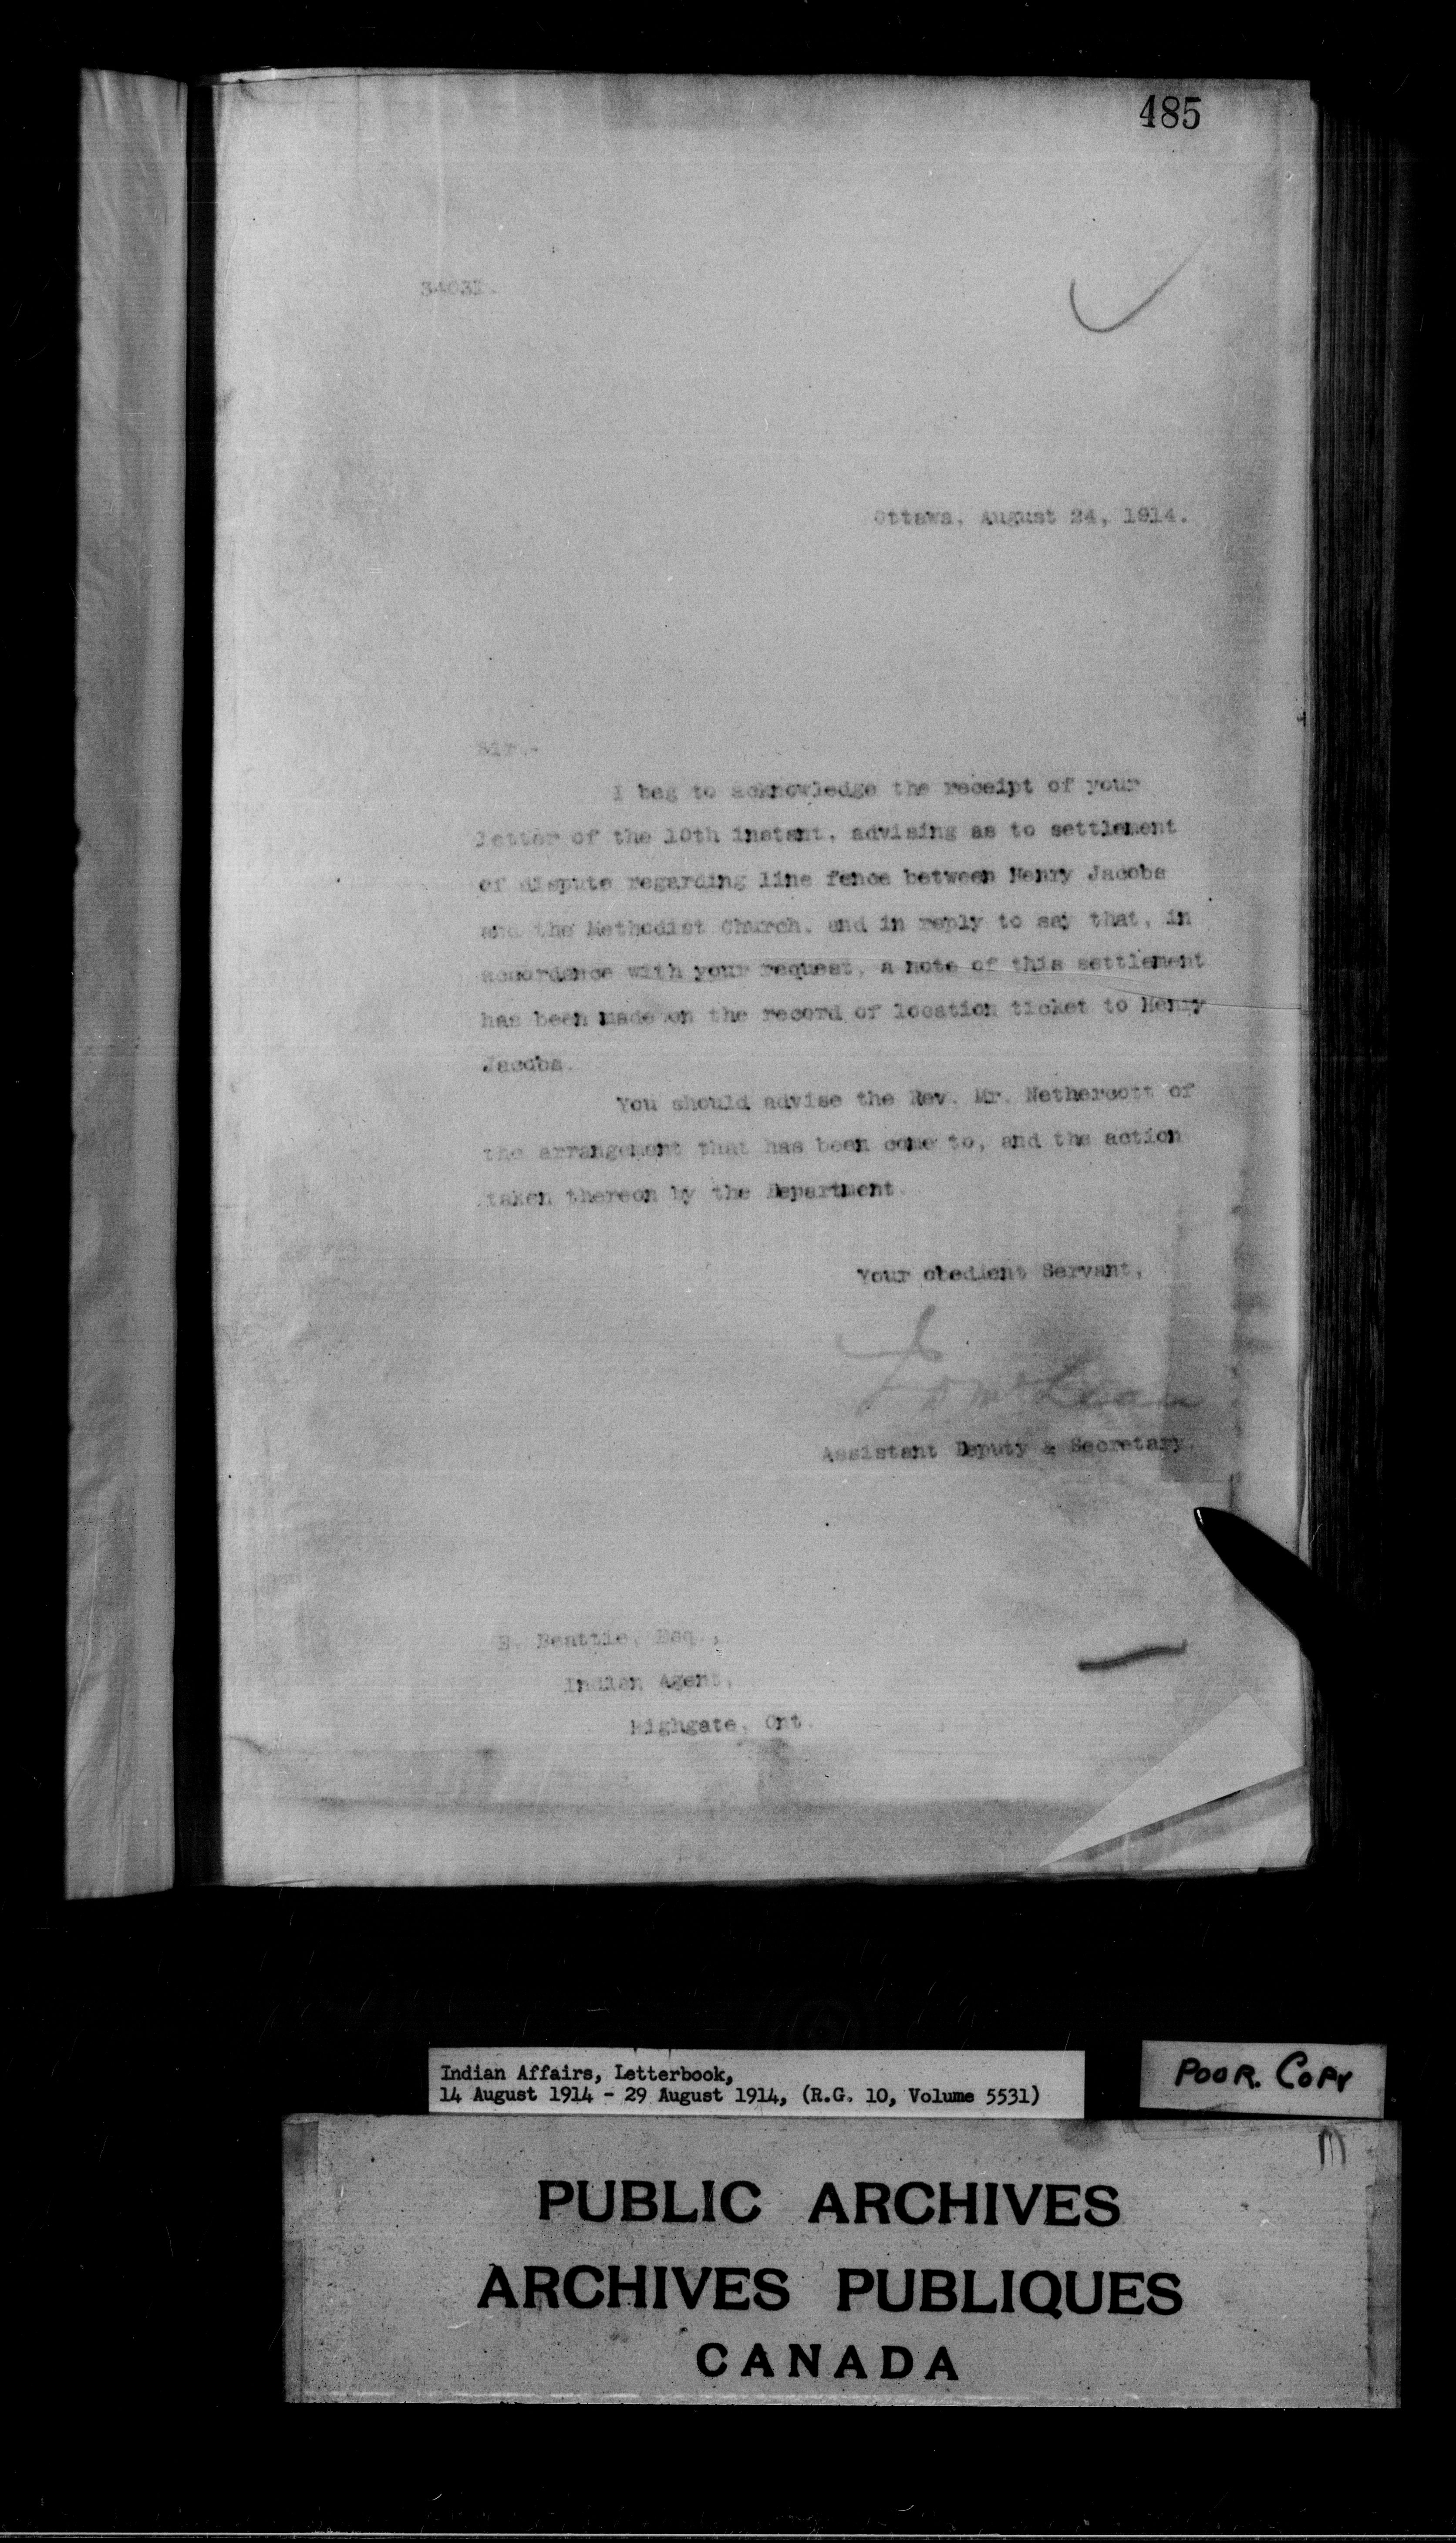 485
34032.
Ottawa, August 24, 1914.
Sir,-
I beg to acknowledge the receipt of your
letter of the 10th instant, advising as to settlement
of dispute regarding line fence between Henry Jacobs
and the Methodist Church, and in reply to say that, in
accordance with your request, a note of this settlement
has been made on the record of location ticket to Henry
Jacobs.
You should advise the Rev. Mr. Nethercott of
the arrangement that has been come to, and the action
taken thereon by the Department.
Your obedient Servant,
J D McLean
Assistant Deputy & Secretary.
E. Beattie, Esq.,
Indian Agent,
Highgate, Ont.
Indian Affairs, Letterbook,
14 August 1914 - 29 August 1914, (R.G. 10, Volume 5531)
POOR. COPY
PUBLIC ARCHIVES
ARCHIVES PUBLIQUES
CANADA